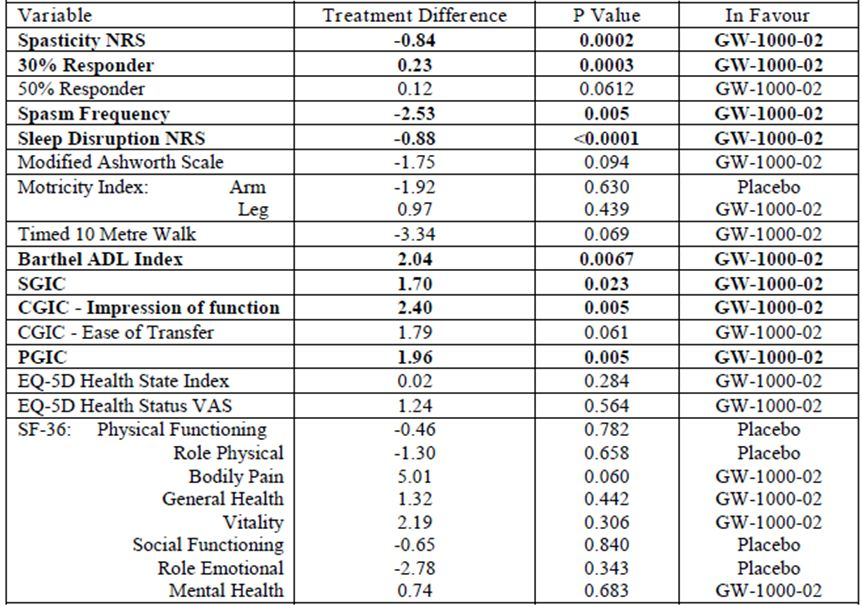 Variable Treatment Difference P Value In Favour
Spasticity NRS -0.84 0.0002 GW-1000-02
30% Responder 0.23 0.0003 GW-1000-02
50% Responder 0.12 0.0612 GW-1000-02
Spasm Frequency -2.53 0.005 GW-1000-02
Sleep Disruption NRS -0.88 <0.0001 GW-1000-02
Modified Ashworth Scale -1.75 0.094 GW-1000-02
Motricity Index: Arm -1.92 0.630 Placebo
Leg 0.97 0.439 GW-1000-02
Timed 10 Metre Walk -3.34 0.069 GW-1000-02
Barthel ADL Index 2.04 0.0067 GW-1000-02
SGIC 1.70 0.023 GW-1000-02
CGIC - Impression of function 2.40 0.005 GW-1000-02
CGIC - Ease of Transfer 1.79 0.061 GW-1000-02
PGIC 1.96 0.005 GW-1000-02
EQ-5D Health State Index 0.02 0.284 GW-1000-02
EQ-5D Health Status VAS 1.24 0.564 GW-1000-02
SF-36: Physical Functioning -0.46 0.782 Placebo
Role Physical -1.30 0.658 Placebo
Bodily Pain 5.01 0.060 GW-1000-02
General Health 1.32 0.442 GW-1000-02
Vitality 2.19 0.306 GW-1000-02
Social Functioning -0.65 0.840 Placebo
Role Emotional -2.78 0.343 Placebo
Mental Health 0.74 0.683 GW-1000-02